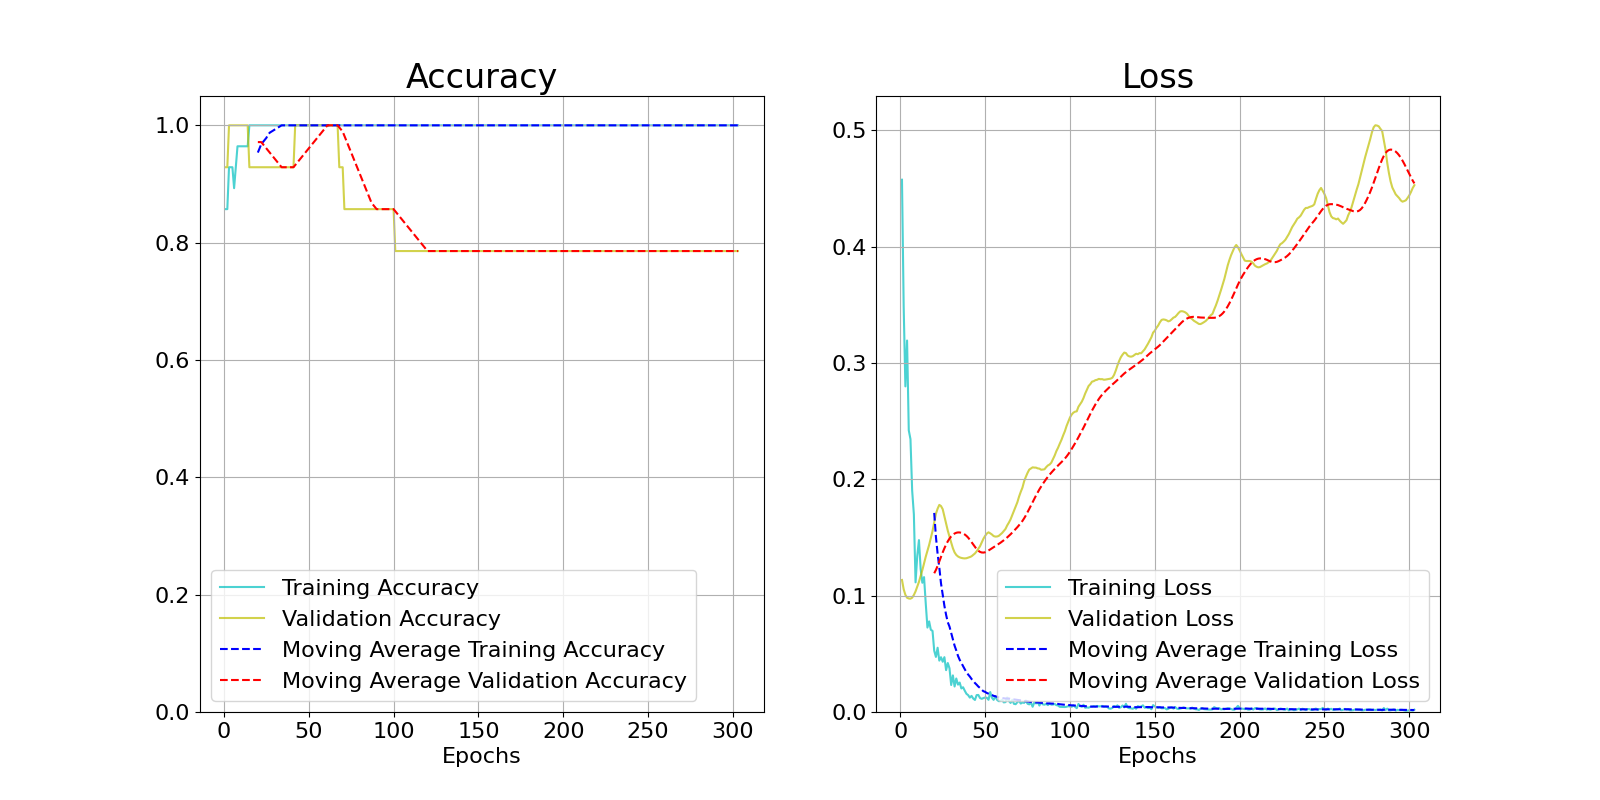 Accuracy
1.0
0.8
0.6
0.4
0.2
0.0
Training Accuracy
Validation Accuracy
Moving Average Training Accuracy
Moving Average Validation Accuracy
0 50 100 150 200 250 300
Epochs
Loss
0.5
0.4
0.3
0.2
0.1
0.0
Training Loss
Validation Loss
Moving Average Training Loss
Moving Average Validation Loss
0 50 100 150 200 250 300
Epochs